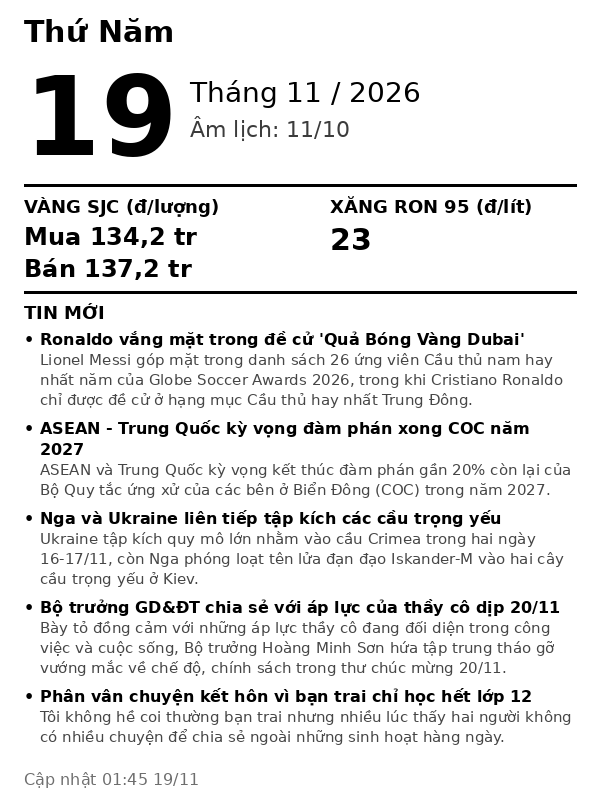 Thứ Năm
19
Tháng 11 / 2026
Âm lịch: 11/10
VÀNG SJC (đ/lượng)
Mua 134,2 tr
Bán 137,2 tr
XĂNG RON 95 (đ/lít)
23
TIN MỚI
• Ronaldo vắng mặt trong đề cử 'Quả Bóng Vàng Dubai'
Lionel Messi góp mặt trong danh sách 26 ứng viên Cầu thủ nam hay
nhất năm của Globe Soccer Awards 2026, trong khi Cristiano Ronaldo
chỉ được đề cử ở hạng mục Cầu thủ hay nhất Trung Đông.
• ASEAN - Trung Quốc kỳ vọng đàm phán xong COC năm
2027
ASEAN và Trung Quốc kỳ vọng kết thúc đàm phán gần 20% còn lại của
Bộ Quy tắc ứng xử của các bên ở Biển Đông (COC) trong năm 2027.
• Nga và Ukraine liên tiếp tập kích các cầu trọng yếu
Ukraine tập kích quy mô lớn nhằm vào cầu Crimea trong hai ngày
16-17/11, còn Nga phóng loạt tên lửa đạn đạo Iskander-M vào hai cây
cầu trọng yếu ở Kiev.
• Bộ trưởng GD&ĐT chia sẻ với áp lực của thầy cô dịp 20/11
Bày tỏ đồng cảm với những áp lực thầy cô đang đối diện trong công
việc và cuộc sống, Bộ trưởng Hoàng Minh Sơn hứa tập trung tháo gỡ
vướng mắc về chế độ, chính sách trong thư chúc mừng 20/11.
• Phân vân chuyện kết hôn vì bạn trai chỉ học hết lớp 12
Tôi không hề coi thường bạn trai nhưng nhiều lúc thấy hai người không
có nhiều chuyện để chia sẻ ngoài những sinh hoạt hàng ngày.
Cập nhật 01:45 19/11